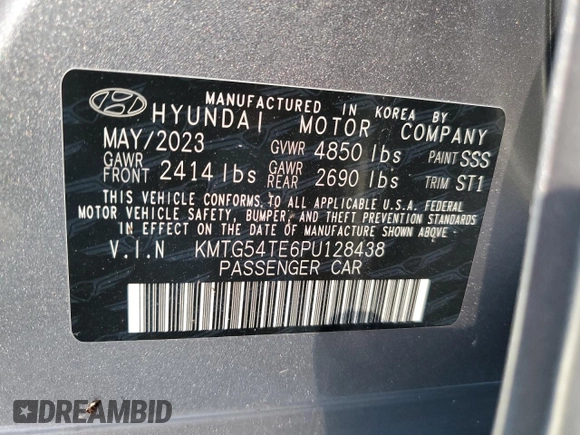 MANUFACTURED IN KOREA BY
HYUNDAI MOTOR COMPANY
MAY/2023 GVWR 4850 lbs PAINT SSS
GAWR FRONT 2414 lbs GAWR REAR 2690 lbs TRIM ST1
THIS VEHICLE CONFORMS TO ALL APPLICABLE U.S.A. FEDERAL
MOTOR VEHICLE SAFETY, BUMPER, AND THEFT PREVENTION STANDARDS
IN EFFECT ON THE DATE OF MANUFACTURE SHOWN ABOVE.
V.I.N KMTG54TE6PU128438
PASSENGER CAR
DREAMBID